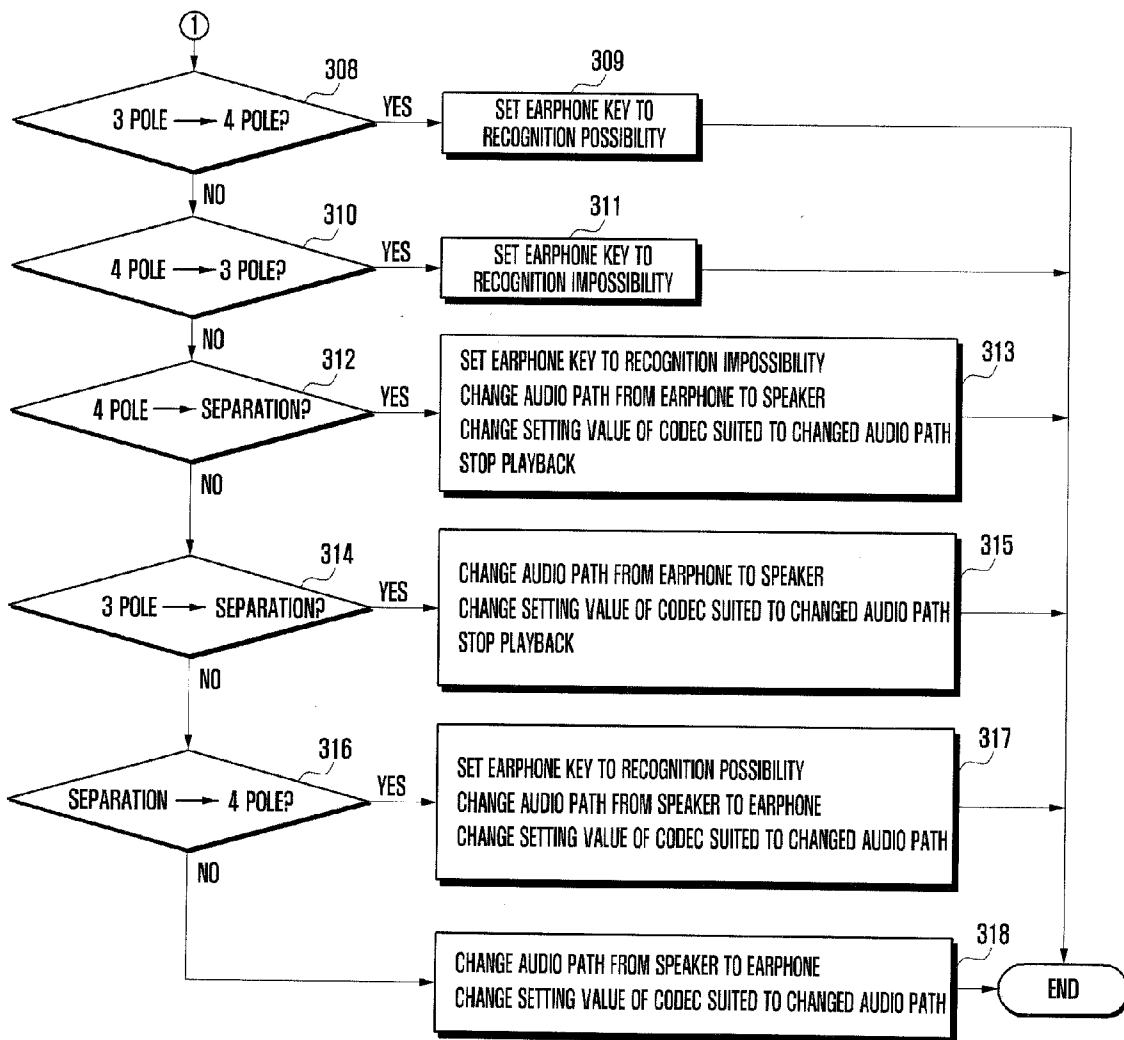 1
308
3 POLE → 4 POLE?
YES
309
SET EARPHONE KEY TO
RECOGNITION POSSIBILITY
NO
310
4 POLE → 3 POLE?
YES
311
SET EARPHONE KEY TO
RECOGNITION IMPOSSIBILITY
NO
312
4 POLE → SEPARATION?
YES
313
SET EARPHONE KEY TO RECOGNITION IMPOSSIBILITY
CHANGE AUDIO PATH FROM EARPHONE TO SPEAKER
CHANGE SETTING VALUE OF CODEC SUITED TO CHANGED AUDIO PATH
STOP PLAYBACK
NO
314
3 POLE → SEPARATION?
YES
315
CHANGE AUDIO PATH FROM EARPHONE TO SPEAKER
CHANGE SETTING VALUE OF CODEC SUITED TO CHANGED AUDIO PATH
STOP PLAYBACK
NO
316
SEPARATION → 4 POLE?
YES
317
SET EARPHONE KEY TO RECOGNITION POSSIBILITY
CHANGE AUDIO PATH FROM SPEAKER TO EARPHONE
CHANGE SETTING VALUE OF CODEC SUITED TO CHANGED AUDIO PATH
NO
318
CHANGE AUDIO PATH FROM SPEAKER TO EARPHONE
CHANGE SETTING VALUE OF CODEC SUITED TO CHANGED AUDIO PATH
END